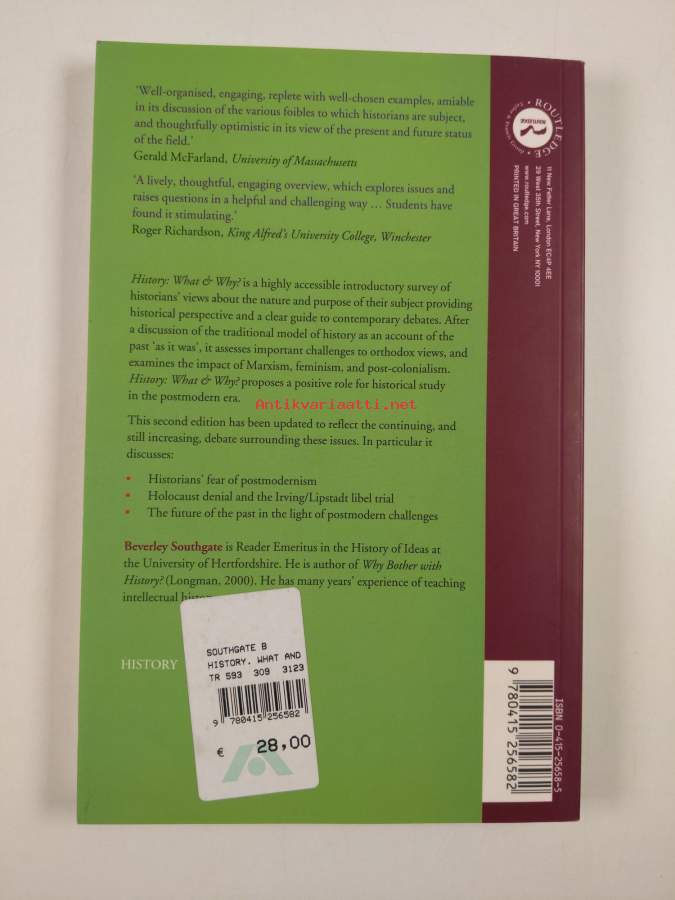 'Well-organised, engaging, replete with well-chosen examples, amiable
in its discussion of the various foibles to which historians are subject,
and thoughtfully optimistic in its view of the present and future status
of the field.'
Gerald McFarland, University of Massachusetts
'A lively, thoughtful, engaging overview, which explores issues and
raises questions in a helpful and challenging way … Students have
found it stimulating.'
Roger Richardson, King Alfred's University College, Winchester
History: What & Why? is a highly accessible introductory survey of
historians' views about the nature and purpose of their subject providing
historical perspective and a clear guide to contemporary debates. After
a discussion of the traditional model of history as an account of the
past 'as it was', it assesses important challenges to orthodox views, and
examines the impact of Marxism, feminism, and post-colonialism.
History: What & Why? proposes a positive role for historical study
in the postmodern era.
Antikvariaatti.net
This second edition has been updated to reflect the continuing, and
still increasing, debate surrounding these issues. In particular it
discusses:
• Historians' fear of postmodernism
• Holocaust denial and the Irving/Lipstadt libel trial
• The future of the past in the light of postmodern challenges
Beverley Southgate is Reader Emeritus in the History of Ideas at
the University of Hertfordshire. He is author of Why Bother with
History? (Longman, 2000). He has many years' experience of teaching
intellectual
HISTORY
SOUTHGATE B
HISTORY. WHAT AND
TR 593 309 3123
9 780415 256582
€ 28,00
ROUTLEDGE
Taylor & Francis Group
ROUTLEDGE
11 New Fetter Lane, London EC4P 4EE
29 West 35th Street, New York NY 10001
www.routledge.com
PRINTED IN GREAT BRITAIN
ISBN 0-415-25658-5
9 780415 256582